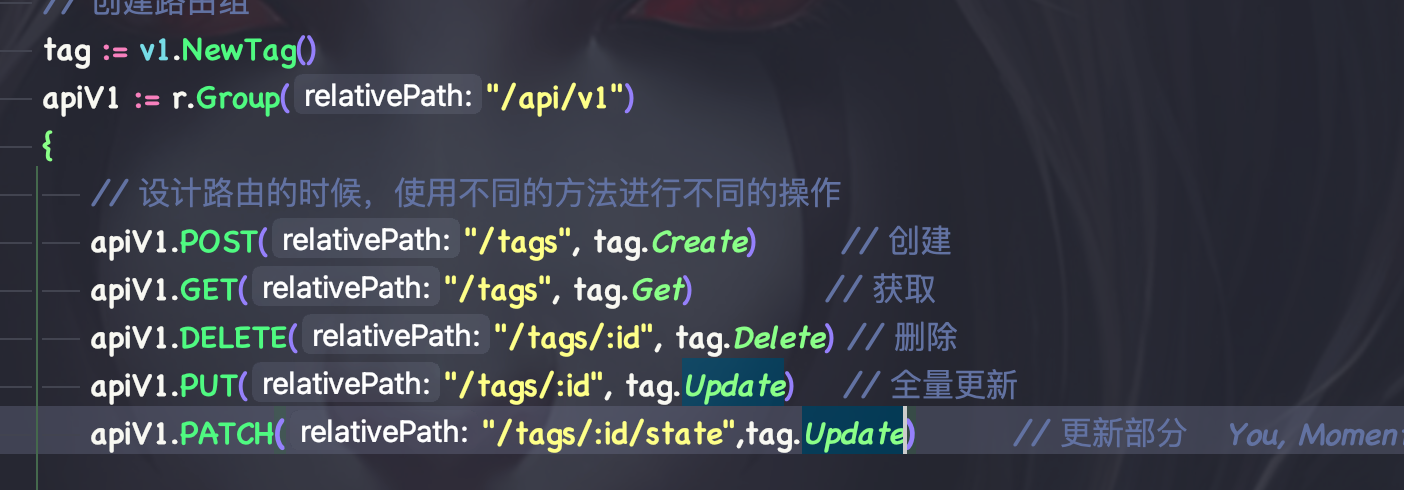 // 创建路由组
tag := v1.NewTag()
apiV1 := r.Group( relativePath: "/api/v1")
{
// 设计路由的时候，使用不同的方法进行不同的操作
apiV1.POST( relativePath: "/tags", tag.Create) // 创建
apiV1.GET( relativePath: "/tags", tag.Get) // 获取
apiV1.DELETE( relativePath: "/tags/:id", tag.Delete) // 删除
apiV1.PUT( relativePath: "/tags/:id", tag.Update) // 全量更新
apiV1.PATCH( relativePath: "/tags/:id/state",tag.Update) // 更新部分 You, Momen